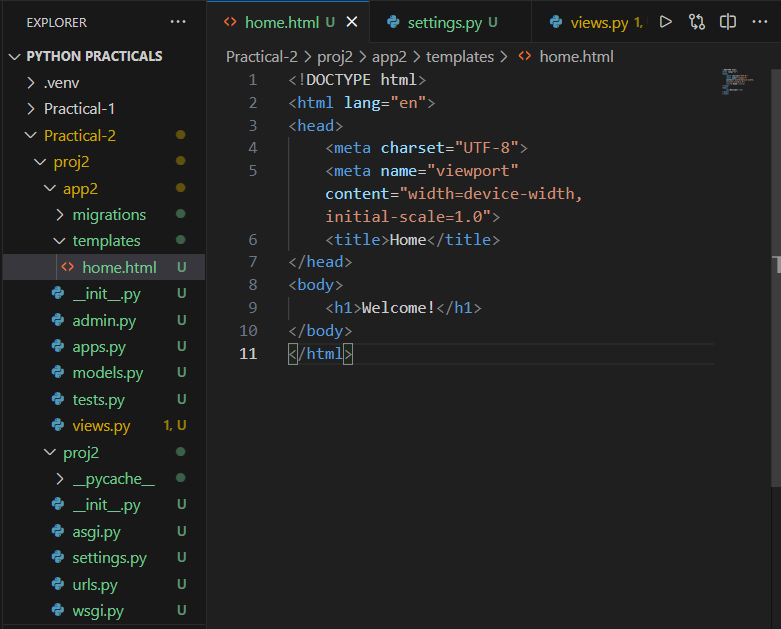 EXPLORER ...
PYTHON PRACTICALS
.venv
Practical-1
Practical-2
proj2
app2
migrations
templates
home.html U
__init__.py U
admin.py U
apps.py U
models.py U
tests.py U
views.py 1, U
proj2
__pycache__
__init__.py U
asgi.py U
settings.py U
urls.py U
wsgi.py U
home.html U
settings.py U
views.py 1,
Practical-2 > proj2 > app2 > templates > home.html
1 <!DOCTYPE html>
2 <html lang="en">
3 <head>
4 <meta charset="UTF-8">
5 <meta name="viewport"
content="width=device-width,
initial-scale=1.0">
6 <title>Home</title>
7 </head>
8 <body>
9 <h1>Welcome!</h1>
10 </body>
11 </html>